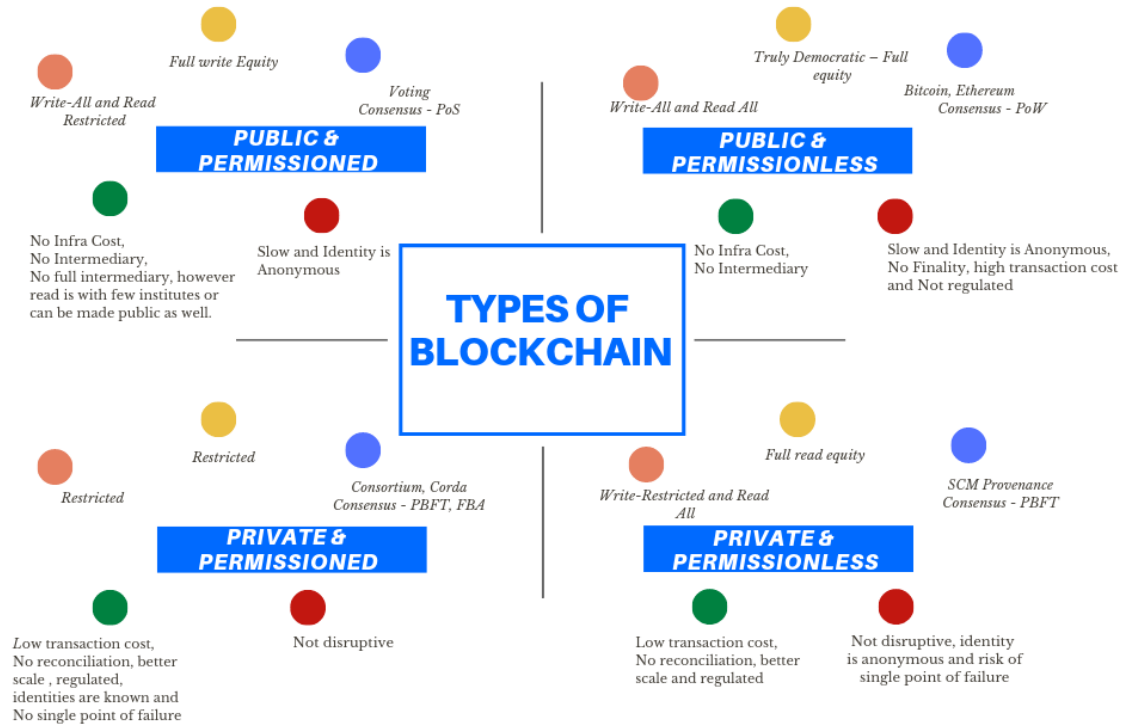 Full write Equity
Write-All and Read
Restricted
Voting
Consensus - PoS
PUBLIC &
PERMISSIONED
No Infra Cost,
No Intermediary,
No full intermediary, however
read is with few institutes or
can be made public as well.
Slow and Identity is
Anonymous
Truly Democratic – Full
equity
Write-All and Read All
Bitcoin, Ethereum
Consensus - PoW
PUBLIC &
PERMISSIONLESS
No Infra Cost,
No Intermediary
Slow and Identity is Anonymous,
No Finality, high transaction cost
and Not regulated
TYPES OF
BLOCKCHAIN
Restricted
Restricted
Consortium, Corda
Consensus - PBFT, FBA
PRIVATE &
PERMISSIONED
Low transaction cost,
No reconciliation, better
scale , regulated,
identities are known and
No single point of failure
Not disruptive
Full read equity
Write-Restricted and Read
All
SCM Provenance
Consensus - PBFT
PRIVATE &
PERMISSIONLESS
Low transaction cost,
No reconciliation, better
scale and regulated
Not disruptive, identity
is anonymous and risk of
single point of failure